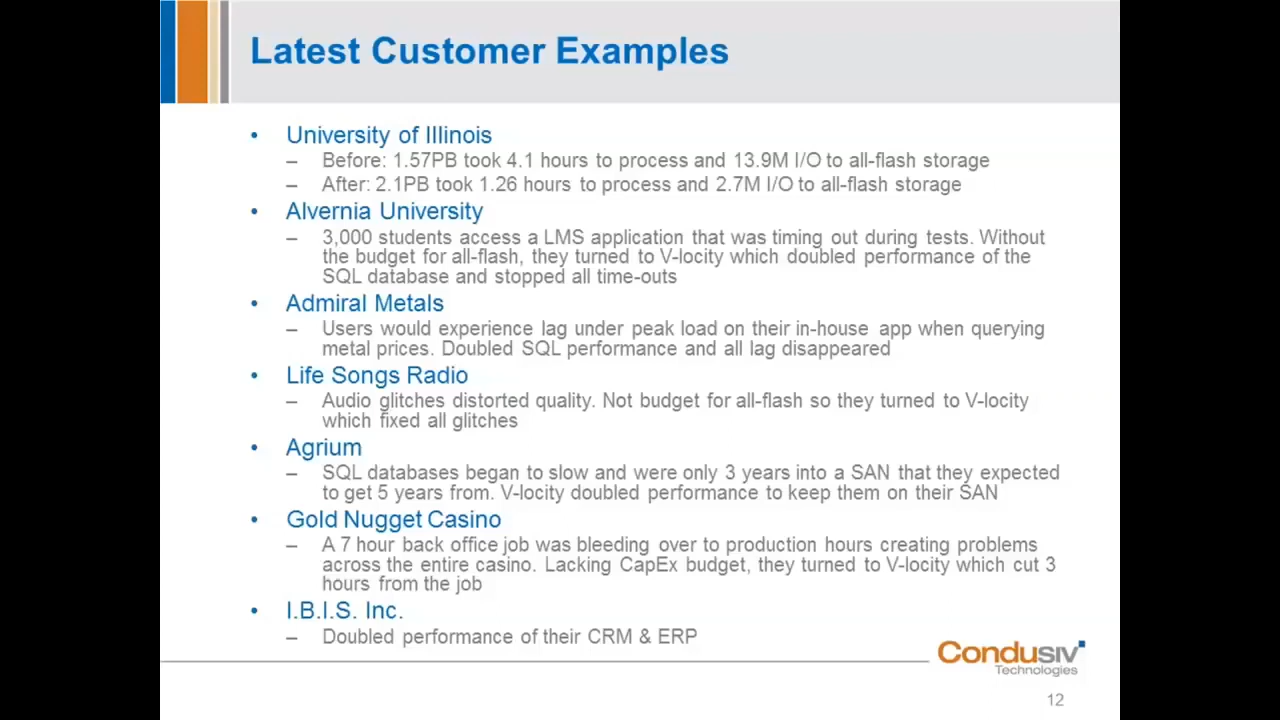 Latest Customer Examples
• University of Illinois
– Before: 1.57PB took 4.1 hours to process and 13.9M I/O to all-flash storage
– After: 2.1PB took 1.26 hours to process and 2.7M I/O to all-flash storage
• Alvernia University
– 3,000 students access a LMS application that was timing out during tests. Without
the budget for all-flash, they turned to V-locity which doubled performance of the
SQL database and stopped all time-outs
• Admiral Metals
– Users would experience lag under peak load on their in-house app when querying
metal prices. Doubled SQL performance and all lag disappeared
• Life Songs Radio
– Audio glitches distorted quality. Not budget for all-flash so they turned to V-locity
which fixed all glitches
• Agrium
– SQL databases began to slow and were only 3 years into a SAN that they expected
to get 5 years from. V-locity doubled performance to keep them on their SAN
• Gold Nugget Casino
– A 7 hour back office job was bleeding over to production hours creating problems
across the entire casino. Lacking CapEx budget, they turned to V-locity which cut 3
hours from the job
• I.B.I.S. Inc.
– Doubled performance of their CRM & ERP
Condusiv
Technologies
12